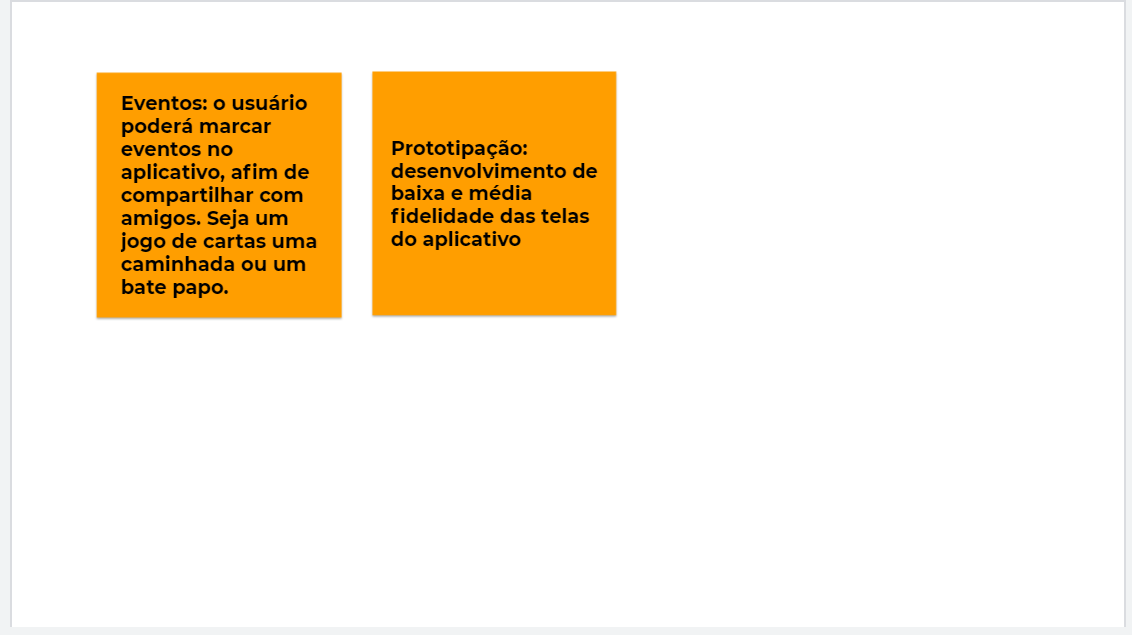 Eventos: o usuário
poderá marcar
eventos no
aplicativo, afim de
compartilhar com
amigos. Seja um
jogo de cartas uma
caminhada ou um
bate papo.
Prototipação:
desenvolvimento de
baixa e média
fidelidade das telas
do aplicativo